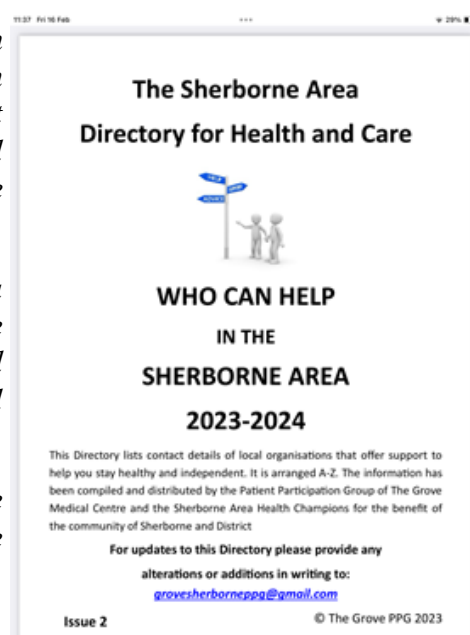 11:37 Fri 16 Feb
29%
The Sherborne Area
Directory for Health and Care
HELP
ADVICE
WHO CAN HELP
IN THE
SHERBORNE AREA
2023-2024
This Directory lists contact details of local organisations that offer support to
help you stay healthy and independent. It is arranged A-Z. The information has
been compiled and distributed by the Patient Participation Group of The Grove
Medical Centre and the Sherborne Area Health Champions for the benefit of
the community of Sherborne and District
For updates to this Directory please provide any
alterations or additions in writing to:
grovesherborneppg@gmail.com
Issue 2
© The Grove PPG 2023